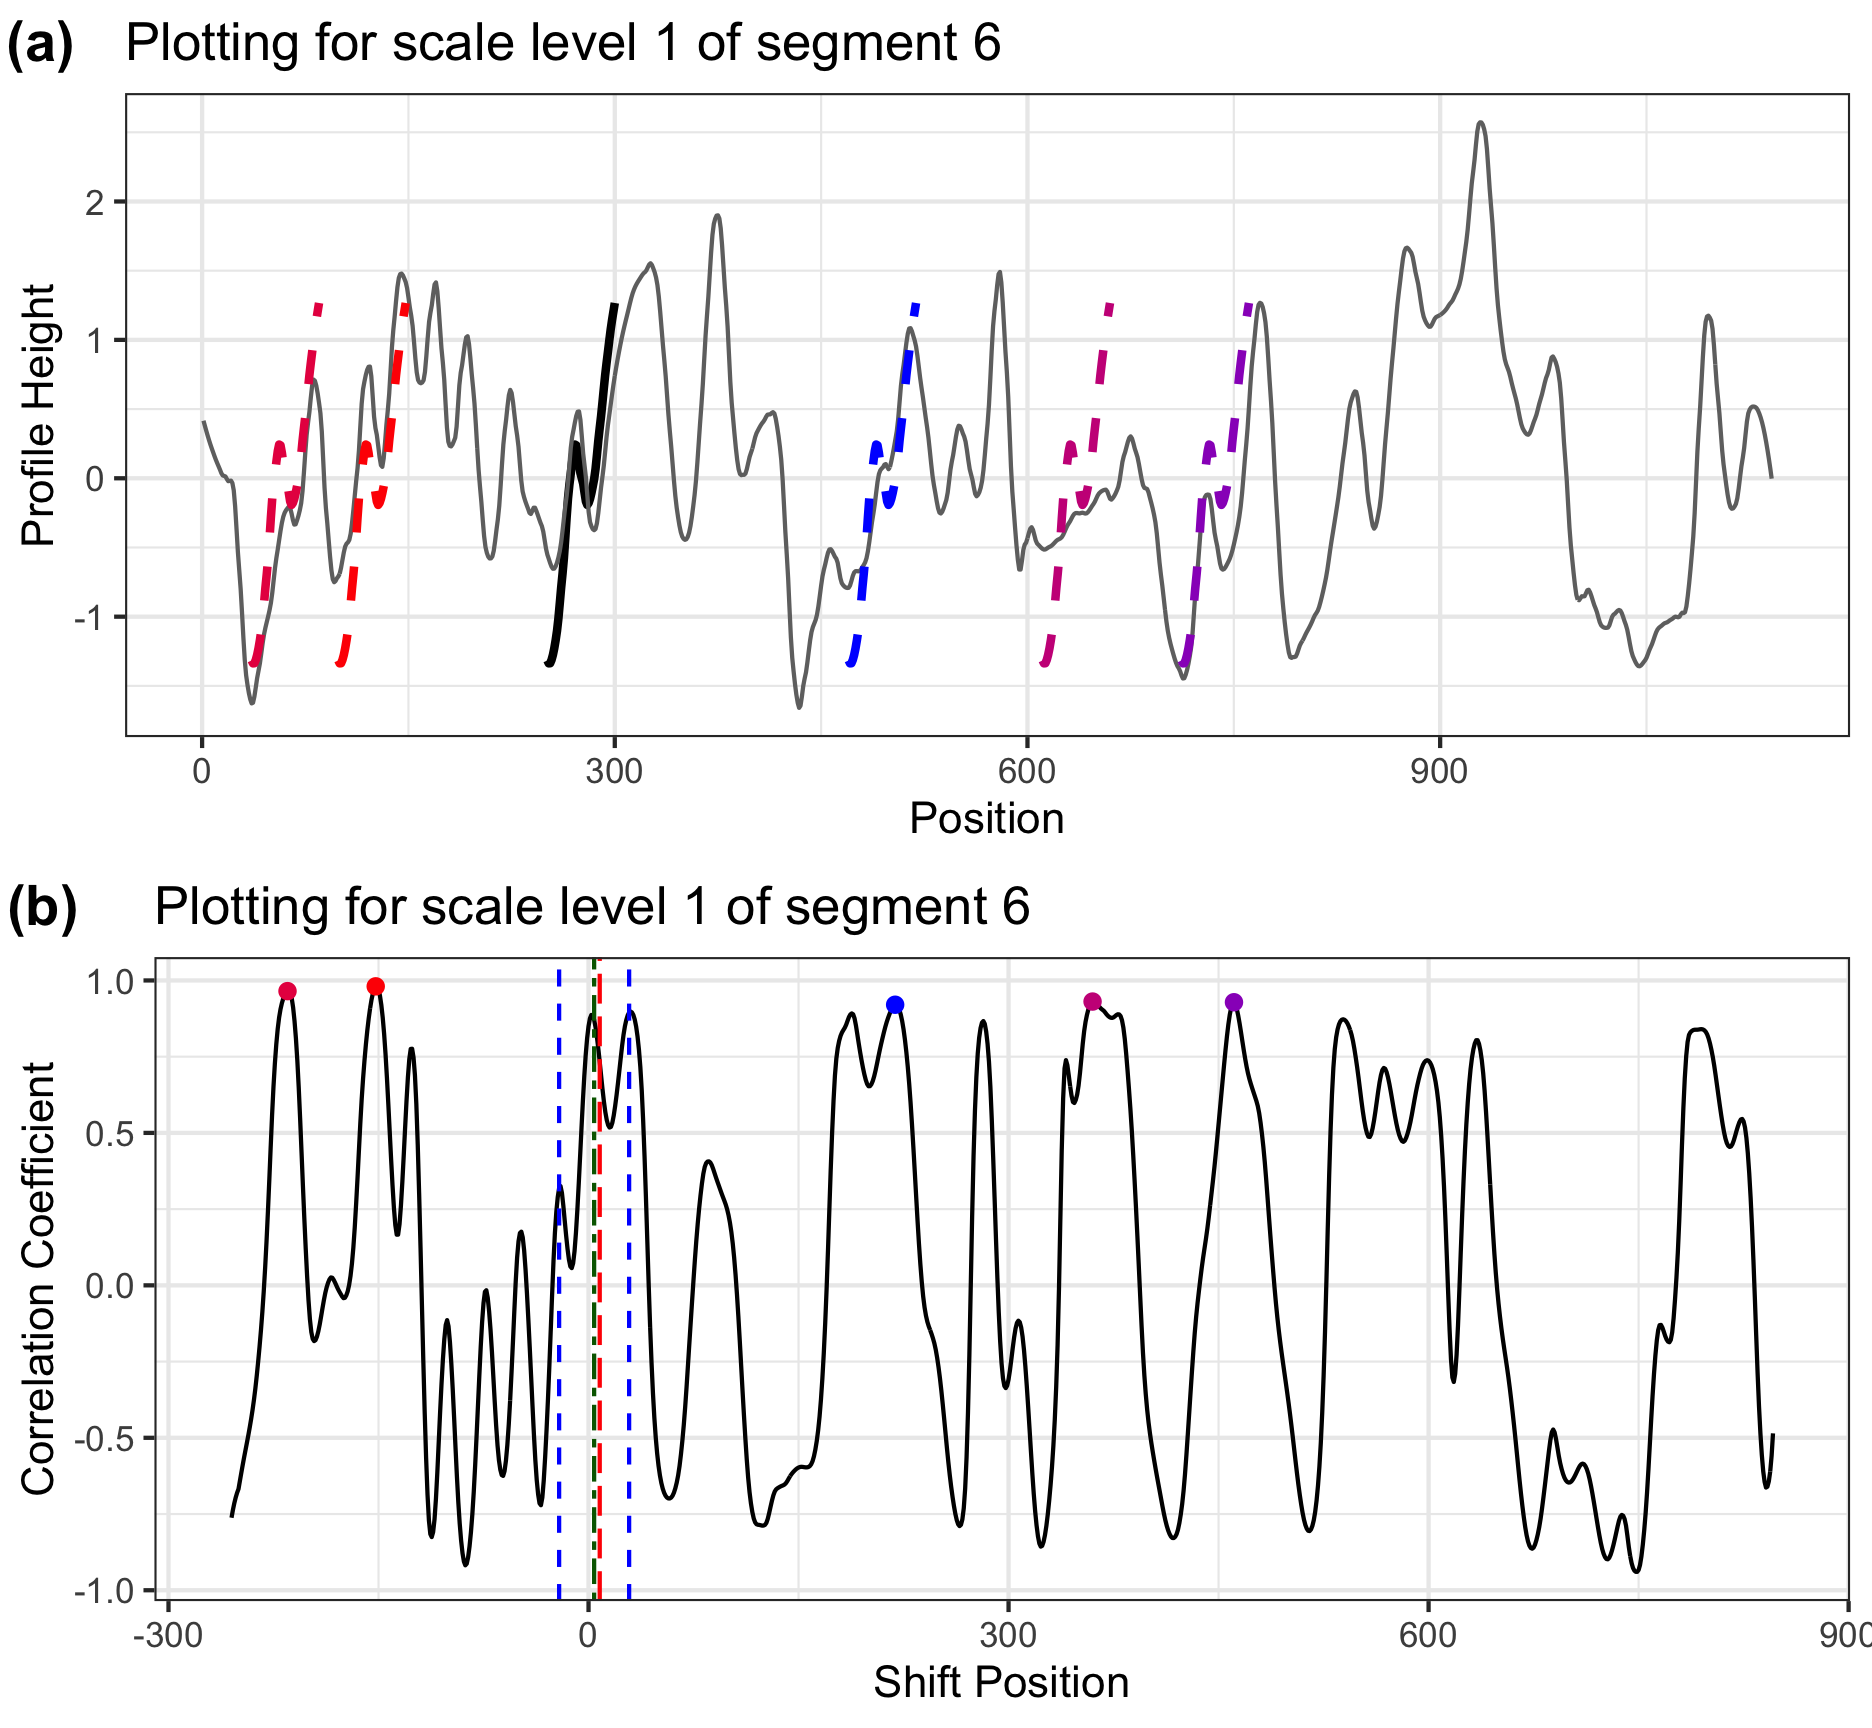 (a) Plotting for scale level 1 of segment 6
Profile Height
2
1
0
-1
0 300 600 900
Position
(b) Plotting for scale level 1 of segment 6
Correlation Coefficient
1.0
0.5
0.0
-0.5
-1.0
-300 0 300 600 900
Shift Position